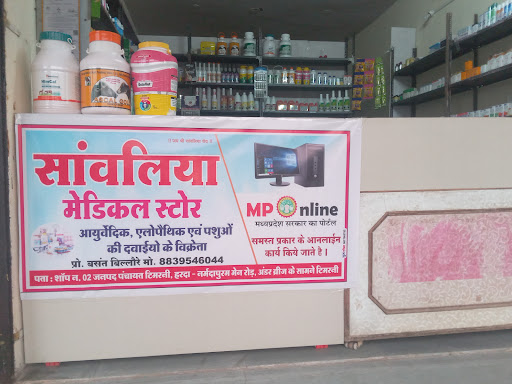 सांवलिया
मेडिकल स्टोर
आयुर्वेदिक, एलोपैथिक एवं पशुओं
की दवाईयो के विक्रेता
प्रो. बसंत बिल्लौरे मो. 8839546044
MP Online
मध्यप्रदेश सरकार का पोर्टल
समस्त प्रकार के आनलाईन
कार्य किये जाते है ।
पता : शॉप न. 02 जनपद पंचायत टिमरनी, हरदा - नर्मदापुरम मेन रोड़, अंडर ब्रीज के सामने टिमरनी